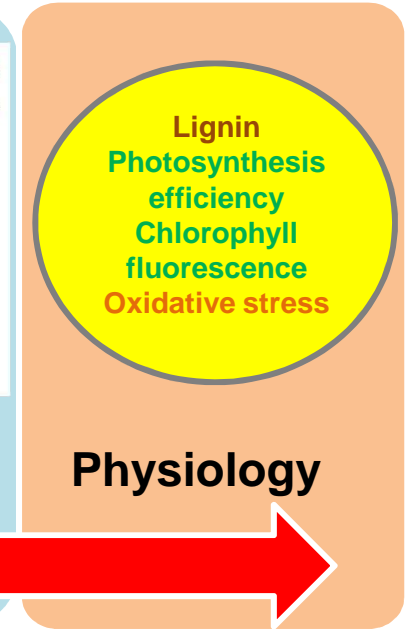 Lignin
Photosynthesis
efficiency
Chlorophyll
fluorescence
Oxidative stress
Physiology